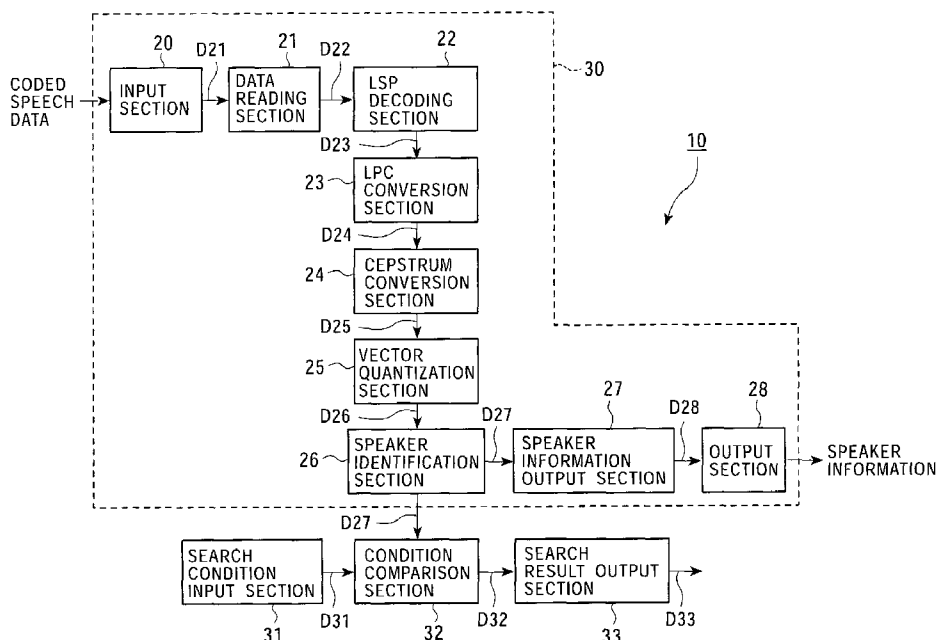 20
D21
21
D22
22
30
CODED
SPEECH
DATA
INPUT
SECTION
DATA
READING
SECTION
LSP
DECODING
SECTION
10
D23
23
LPC
CONVERSION
SECTION
D24
24
CEPSTRUM
CONVERSION
SECTION
D25
25
VECTOR
QUANTIZATION
SECTION
D26
26
SPEAKER
IDENTIFICATION
SECTION
D27
27
SPEAKER
INFORMATION
OUTPUT SECTION
D28
28
OUTPUT
SECTION
SPEAKER
INFORMATION
D27
SEARCH
CONDITION
INPUT SECTION
31
D31
CONDITION
COMPARISON
SECTION
32
D32
SEARCH
RESULT OUTPUT
SECTION
33
D33